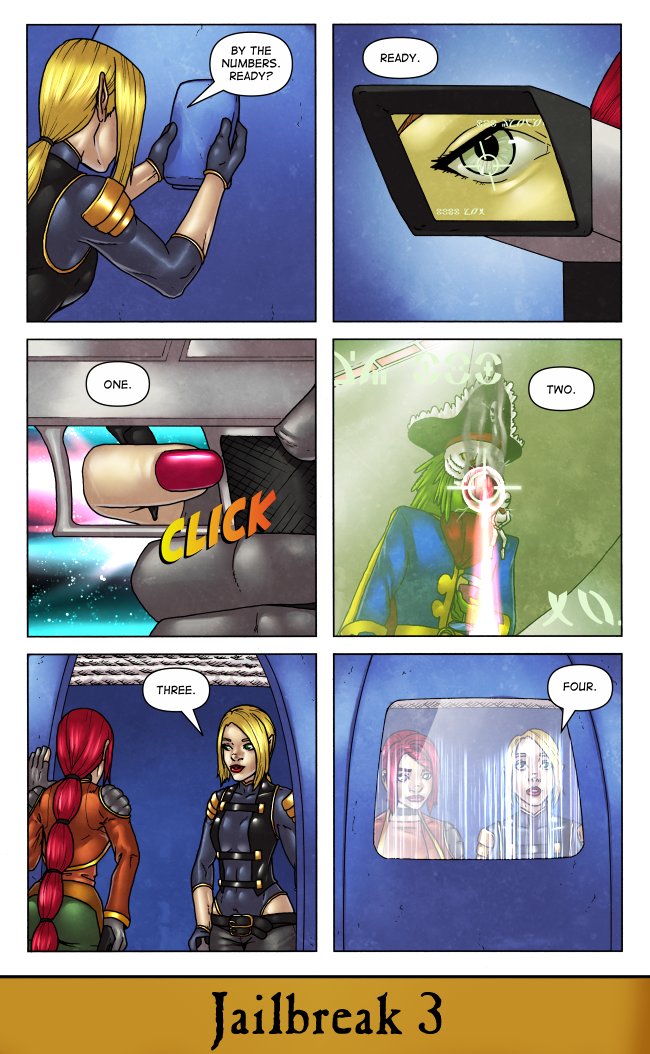 BY THE
NUMBERS.
READY?
READY.
ONE.
CLICK
TWO.
THREE.
FOUR.
Jailbreak 3